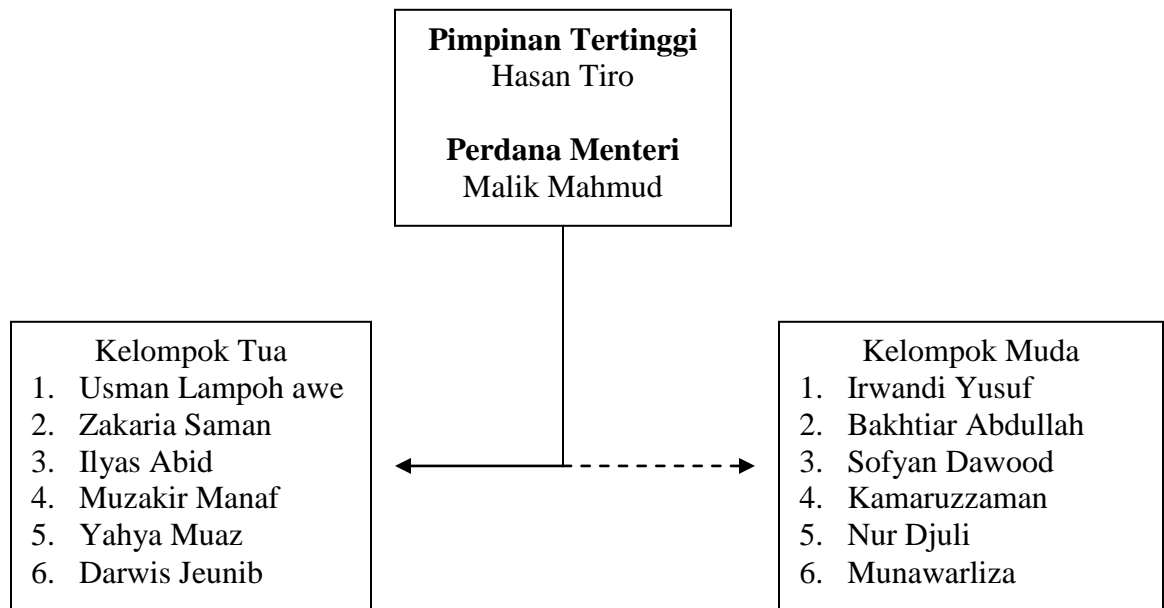 Pimpinan Tertinggi
Hasan Tiro
Perdana Menteri
Malik Mahmud
Kelompok Tua
1. Usman Lampoh awe
2. Zakaria Saman
3. Ilyas Abid
4. Muzakir Manaf
5. Yahya Muaz
6. Darwis Jeunib
Kelompok Muda
1. Irwandi Yusuf
2. Bakhtiar Abdullah
3. Sofyan Dawood
4. Kamaruzzaman
5. Nur Djuli
6. Munawarliza